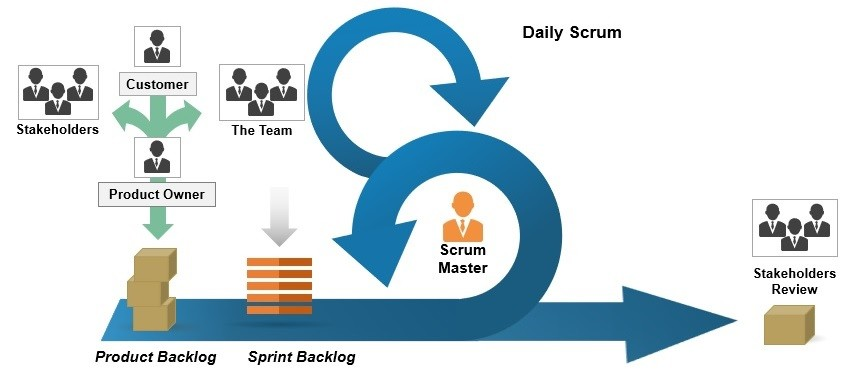 Daily Scrum
Customer
Stakeholders
The Team
Product Owner
Scrum
Master
Stakeholders
Review
Product Backlog
Sprint Backlog